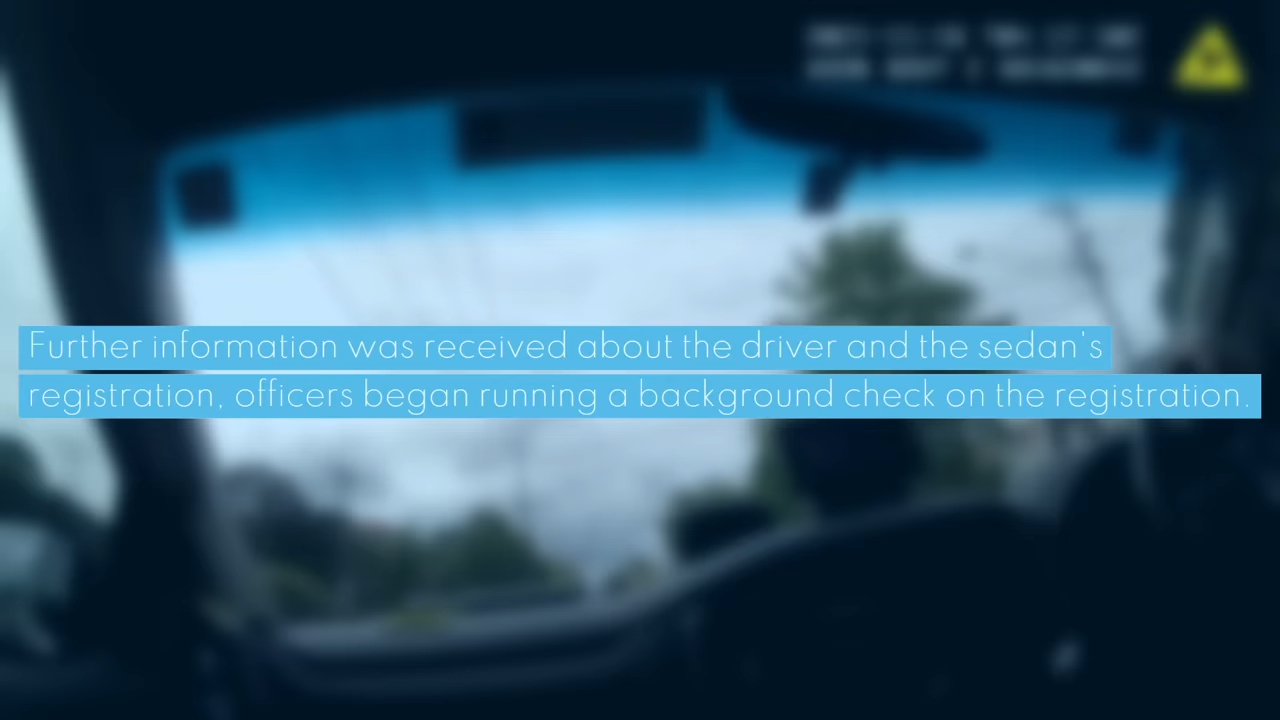 Further information was received about the driver and the sedan's
registration, officers began running a background check on the registration.